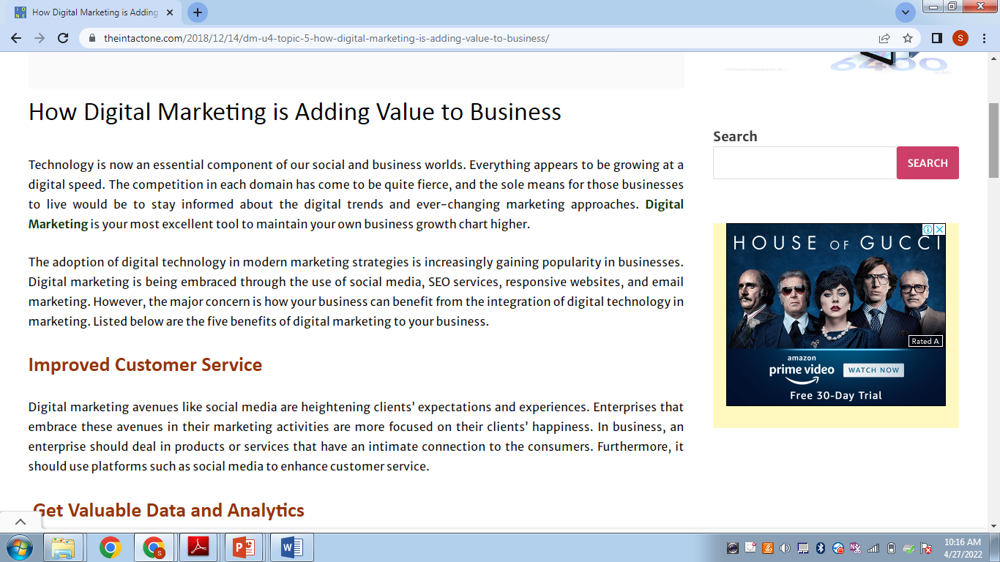 How Digital Marketing is Adding
theintactone.com/2018/12/14/dm-u4-topic-5-how-digital-marketing-is-adding-value-to-business/
S
6400
How Digital Marketing is Adding Value to Business
Technology is now an essential component of our social and business worlds. Everything appears to be growing at a
digital speed. The competition in each domain has come to be quite fierce, and the sole means for those businesses
to live would be to stay informed about the digital trends and ever-changing marketing approaches. Digital
Marketing is your most excellent tool to maintain your own business growth chart higher.
The adoption of digital technology in modern marketing strategies is increasingly gaining popularity in businesses.
Digital marketing is being embraced through the use of social media, SEO services, responsive websites, and email
marketing. However, the major concern is how your business can benefit from the integration of digital technology in
marketing. Listed below are the five benefits of digital marketing to your business.
Improved Customer Service
Digital marketing avenues like social media are heightening clients’ expectations and experiences. Enterprises that
embrace these avenues in their marketing activities are more focused on their clients’ happiness. In business, an
enterprise should deal in products or services that have an intimate connection to the consumers. Furthermore, it
should use platforms such as social media to enhance customer service.
Get Valuable Data and Analytics
Search
SEARCH
HOUSE OF GUCCI
Rated A
amazon
prime video
WATCH NOW
Free 30-Day Trial
10:16 AM
4/27/2022